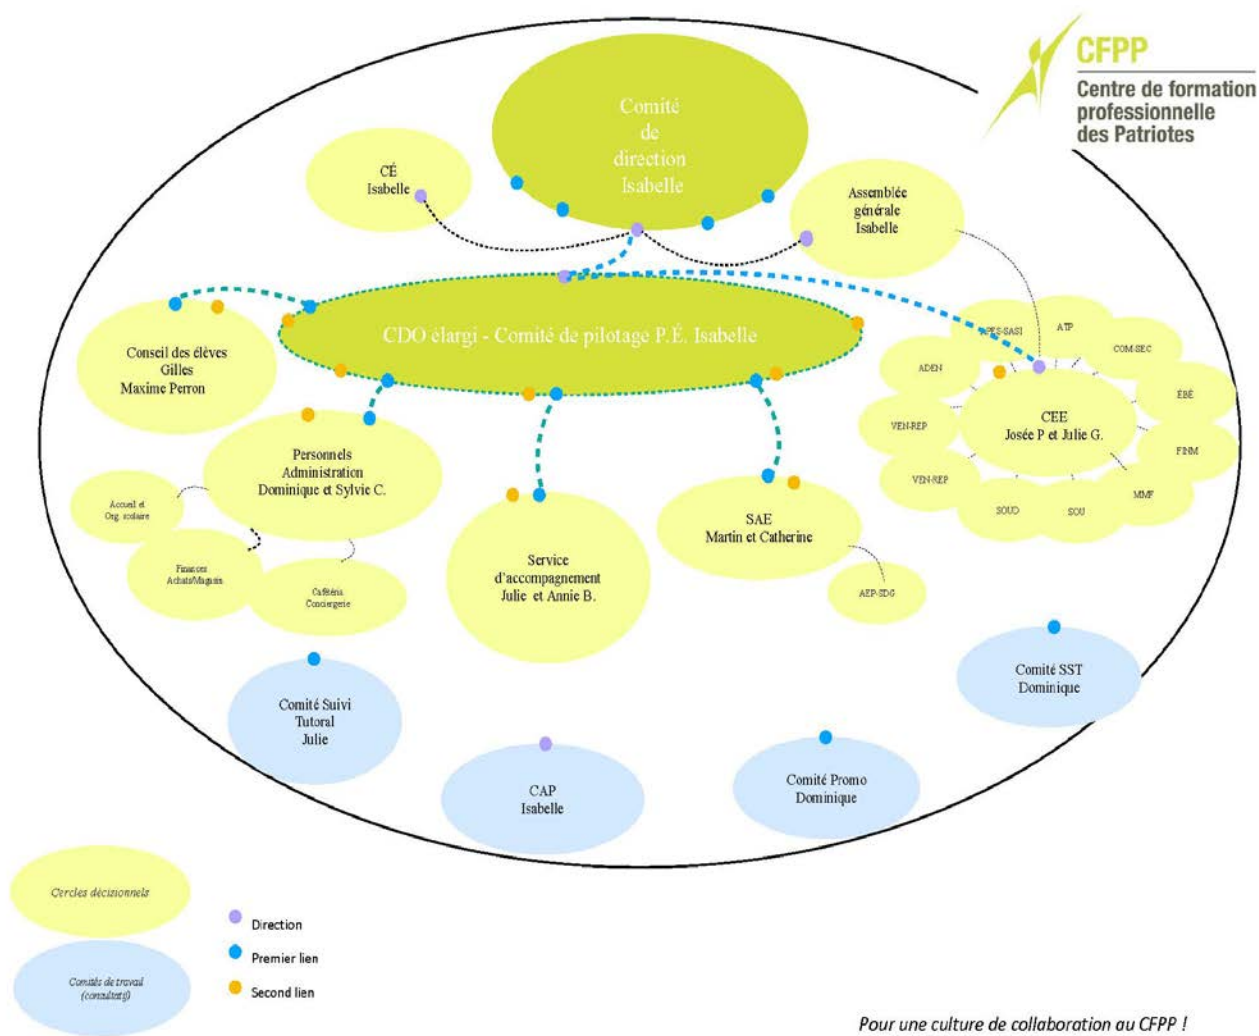 CFPP
Centre de formation
professionnelle
des Patriotes
Comité
de
direction
Isabelle
CÉ
Isabelle
Assemblée
générale
Isabelle
CDO élargi - Comité de pilotage P.É. Isabelle
Conseil des élèves
Gilles
Maxime Perron
APES-SASI
ATP
COM-SEC
ADEN
ÉBÉ
VEN-REP
CEE
Josée P et Julie G.
FINM
VEN-REP
MMF
SOUD
SOU
Personnels
Administration
Dominique et Sylvie C.
Accueil et
Org. scolaire
Finances
Achats/Magasin
Cafétéria
Conciergerie
Service
d'accompagnement
Julie et Annie B.
SAE
Martin et Catherine
AEP-SDG
Comité Suivi
Tutoral
Julie
CAP
Isabelle
Comité Promo
Dominique
Comité SST
Dominique
Cercles décisionnels
Comités de travail
(consultatif)
Direction
Premier lien
Second lien
Pour une culture de collaboration au CFPP !